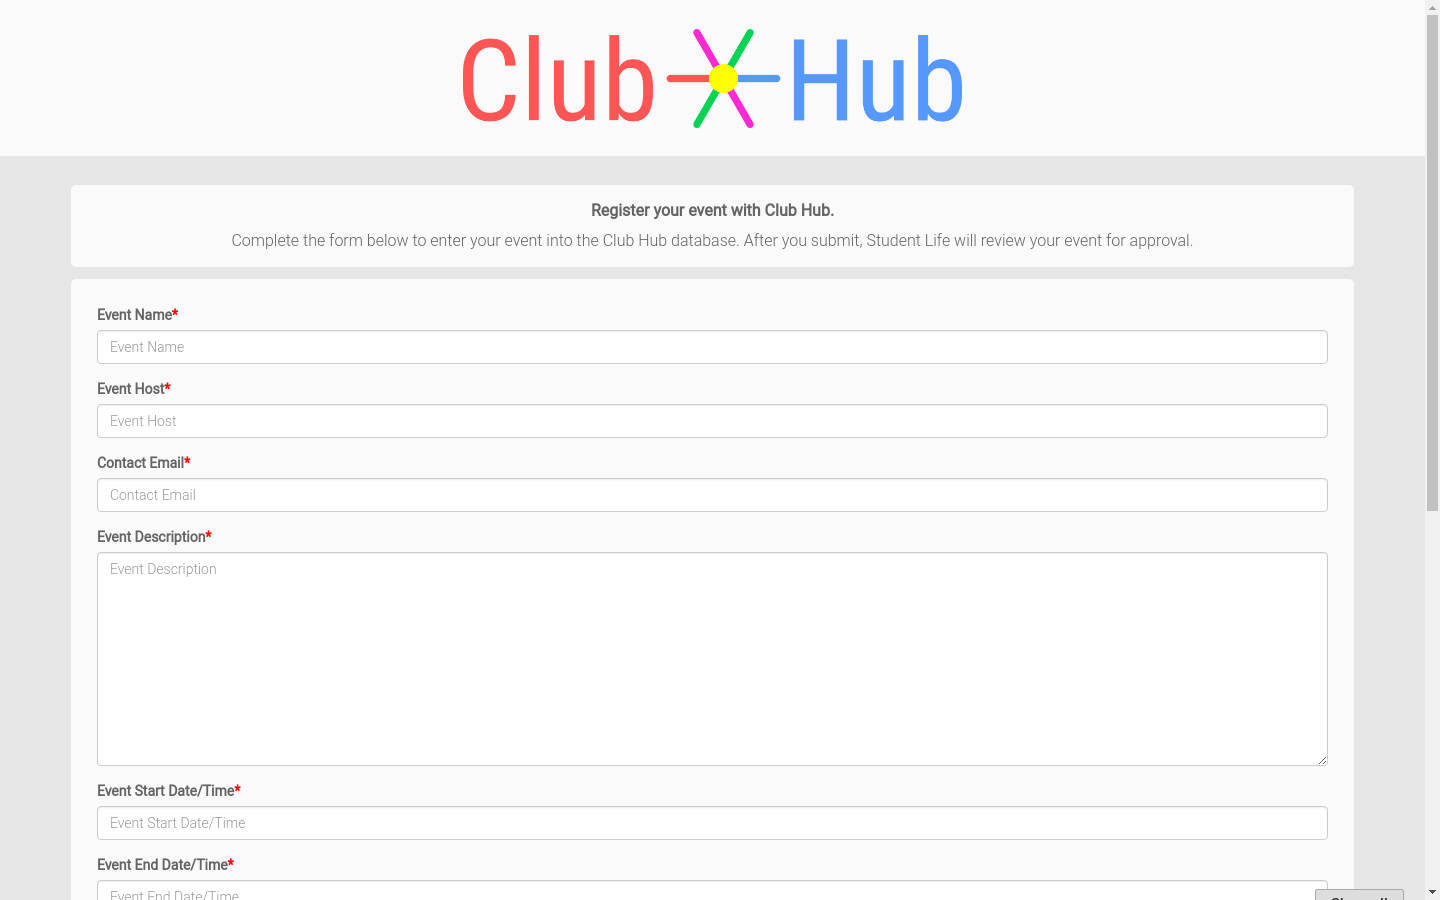 Club Hub
Register your event with Club Hub.
Complete the form below to enter your event into the Club Hub database. After you submit, Student Life will review your event for approval.
Event Name*
Event Name
Event Host*
Event Host
Contact Email*
Contact Email
Event Description*
Event Description
Event Start Date/Time*
Event Start Date/Time
Event End Date/Time*
Event End Date/Time